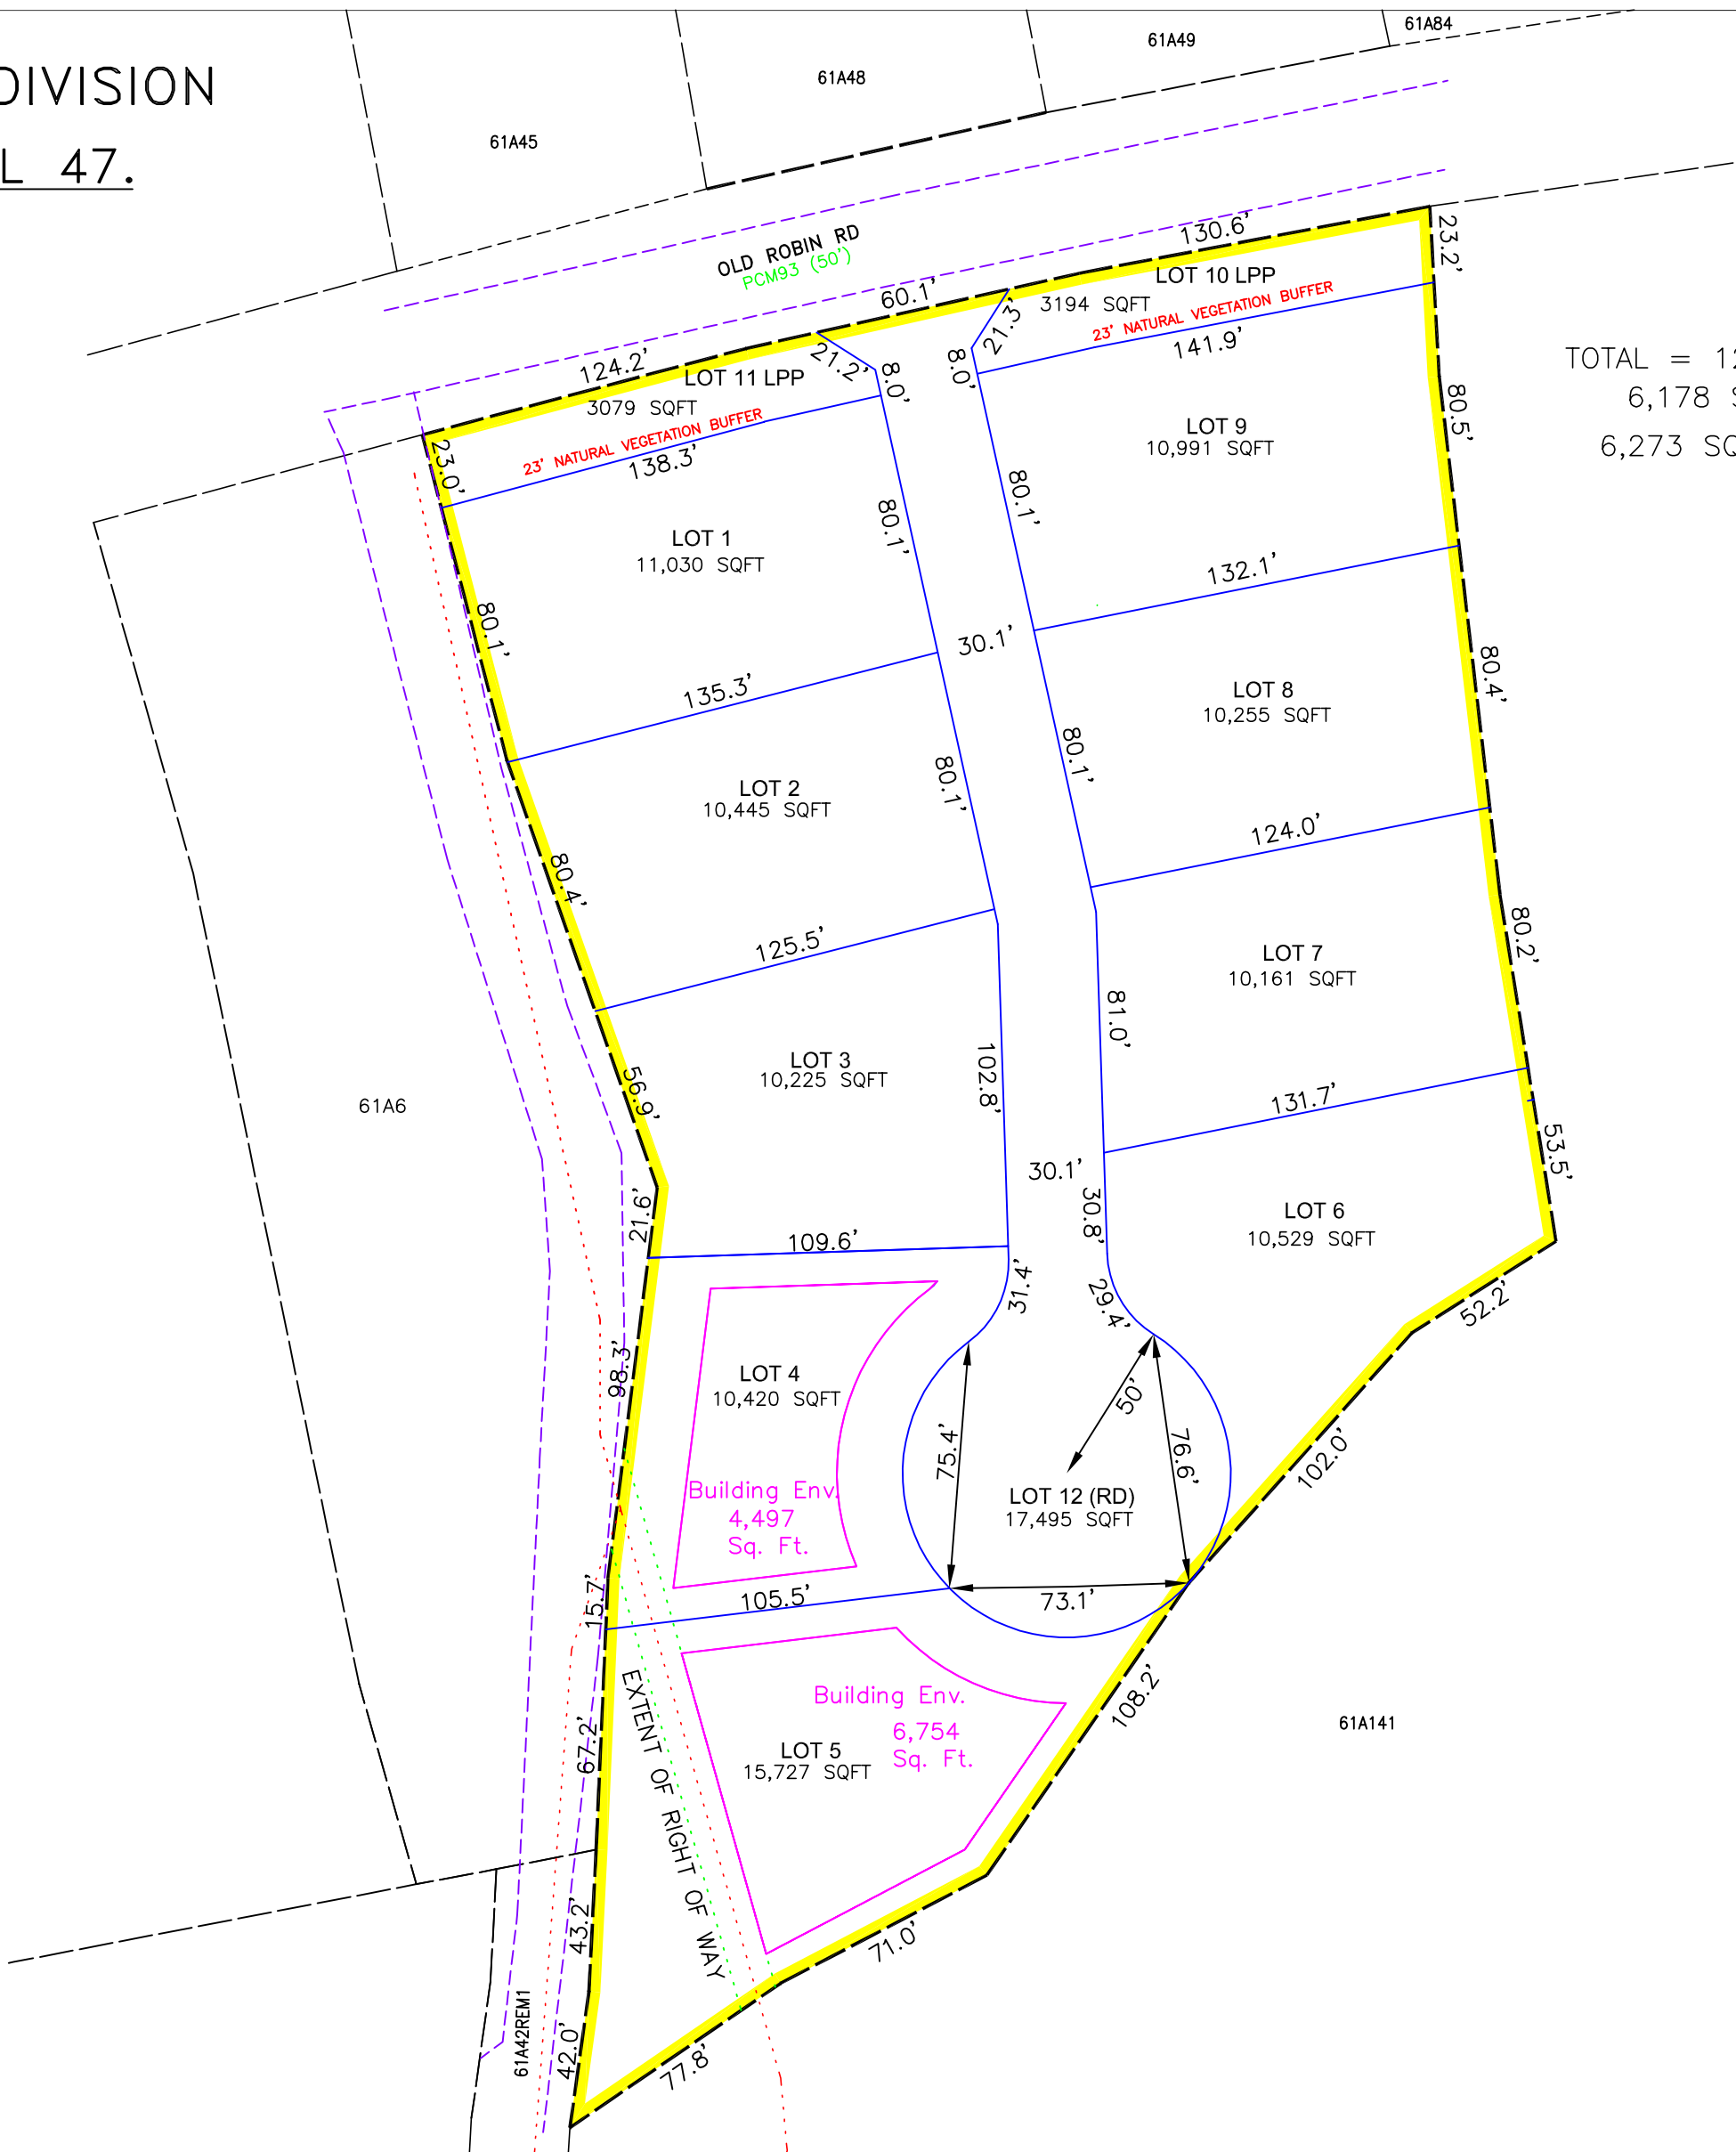 61A84
61A49
61A48
DIVISION
61A45
L 47.
130.6'
23.2'
OLD ROBIN RD
PCM93 (50')
LOT 10 LPP
3194 SQFT
60.1'
21.3'
23' NATURAL VEGETATION BUFFER
141.9'
8.0'
124.2'
21.2'
8.0'
LOT 11 LPP
3079 SQFT
23' NATURAL VEGETATION BUFFER
138.3'
23.0'
TOTAL = 12
6,178 S
6,273 SQ
80.5'
LOT 9
10,991 SQFT
80.1'
80.1'
LOT 1
11,030 SQFT
80.1'
132.1'
30.1'
135.3'
80.4'
LOT 8
10,255 SQFT
80.1'
80.1'
LOT 2
10,445 SQFT
80.4'
124.0'
125.5'
80.2'
LOT 7
10,161 SQFT
81.0'
102.8'
LOT 3
10,225 SQFT
56.9'
61A6
131.7'
53.5'
30.1'
30.8'
21.6'
LOT 6
10,529 SQFT
109.6'
31.4'
29.4'
52.2'
98.3'
LOT 4
10,420 SQFT
50'
75.4'
76.6'
102.0'
Building Env.
4,497
Sq. Ft.
LOT 12 (RD)
17,495 SQFT
15.7'
105.5'
73.1'
108.2'
EXTENT OF RIGHT OF WAY
Building Env.
6,754
Sq. Ft.
61A141
67.2'
LOT 5
15,727 SQFT
43.2'
71.0'
61A42REM1
42.0'
77.8'